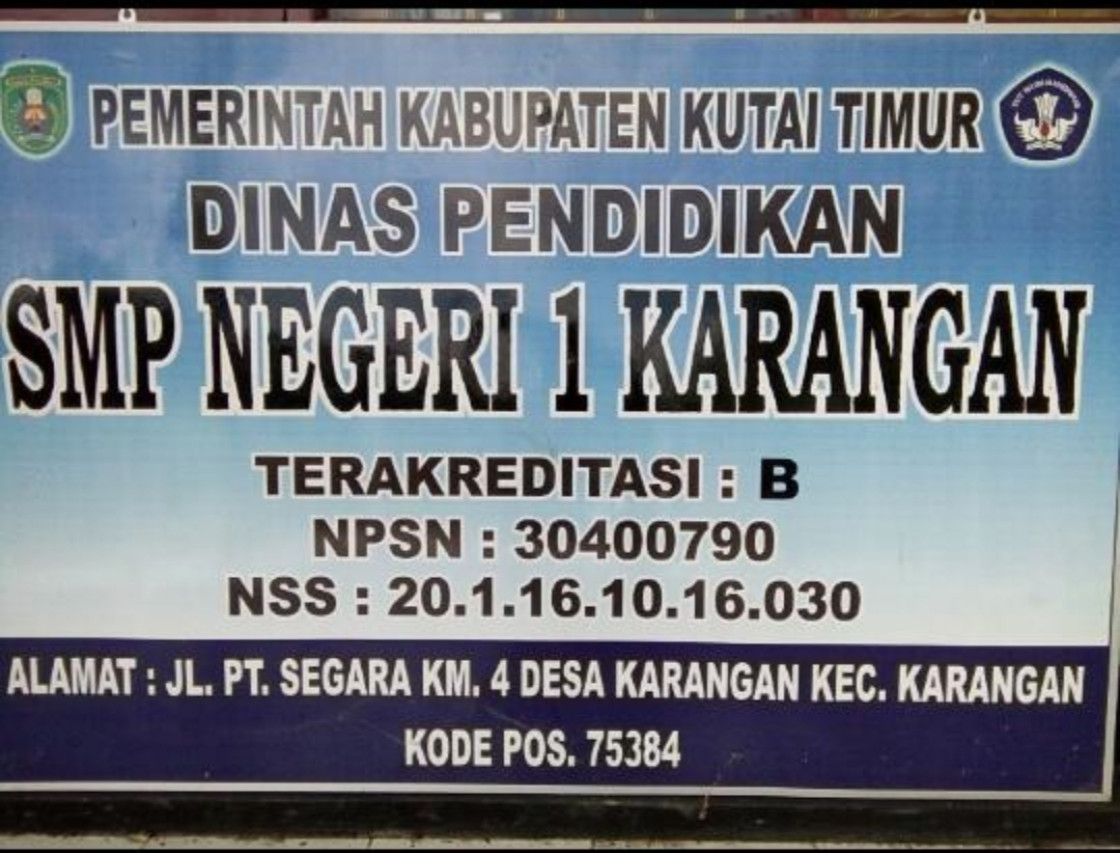 PEMERINTAH KABUPATEN KUTAI TIMUR
DINAS PENDIDIKAN
SMP NEGERI 1 KARANGAN
TERAKREDITASI : B
NPSN : 30400790
NSS : 20.1.16.10.16.030
ALAMAT : JL. PT. SEGARA KM. 4 DESA KARANGAN KEC. KARANGAN
KODE POS. 75384